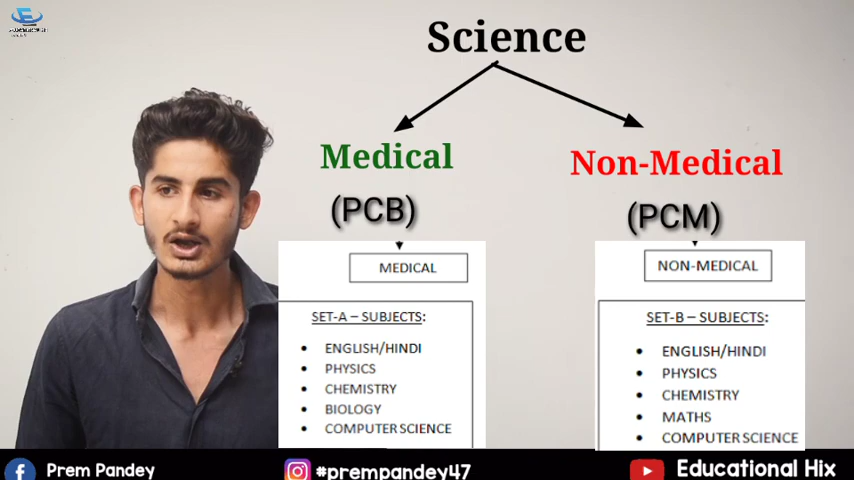 Science
Medical
Non-Medical
(PCB)
(PCM)
MEDICAL
SET-A – SUBJECTS:
• ENGLISH/HINDI
• PHYSICS
• CHEMISTRY
• BIOLOGY
• COMPUTER SCIENCE
NON-MEDICAL
SET-B – SUBJECTS:
• ENGLISH/HINDI
• PHYSICS
• CHEMISTRY
• MATHS
• COMPUTER SCIENCE
Prem Pandey
#prempandey47
Educational Hix